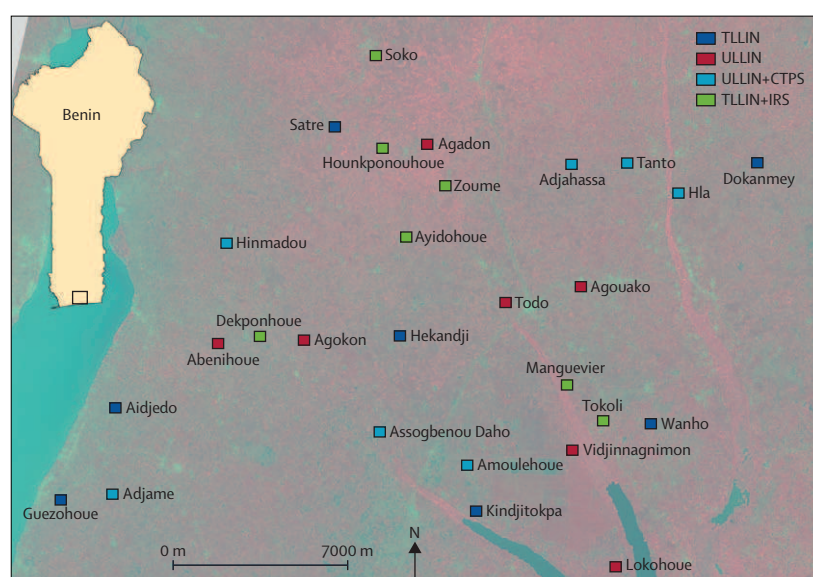 Benin
TLLIN
ULLIN
ULLIN+CTPS
TLLIN+IRS
Soko
Satre
Hounkponouhoue
Agadon
Zoume
Adjahassa
Tanto
Dokanmey
Hla
Hinmadou
Ayidohoue
Agouako
Todo
Dekponhoue
Abenihoue
Agokon
Hekandji
Manguevier
Tokoli
Aidjedo
Wanho
Assogbenou Daho
Vidjinnagnimon
Amoulehoue
Adjame
Guezohoue
Kindjitokpa
N
0 m
7000 m
Lokohoue